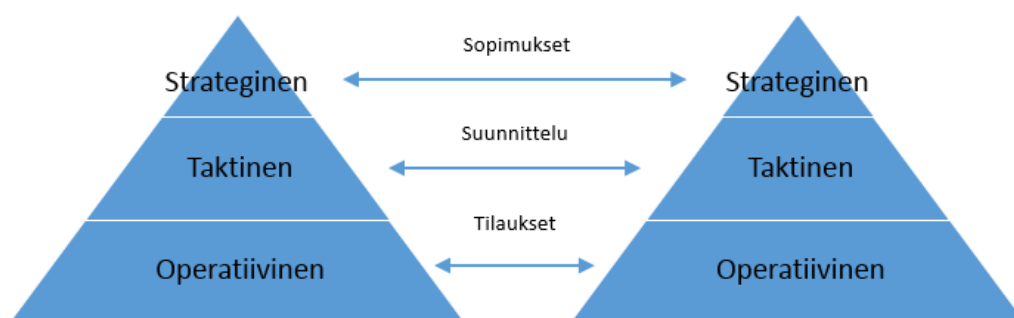 Sopimukset
Strateginen
Strateginen
Suunnittelu
Taktinen
Taktinen
Tilaukset
Operatiivinen
Operatiivinen